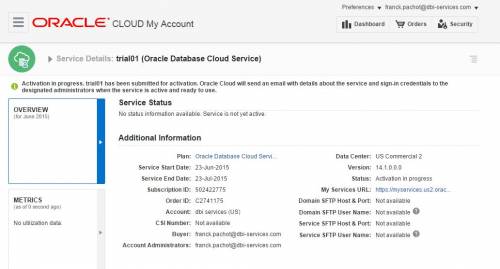 Preferences franck.pachot@dbi-services.com
ORACLE CLOUD My Account
Dashboard Orders Security
Service Details: trial01 (Oracle Database Cloud Service)
Activation in progress. trial01 has been submitted for activation. Oracle Cloud will send an email with details about the service and sign-in credentials to the
designated administrators when the service is active and ready to use.
OVERVIEW
(for June 2015)
METRICS
(as of 0 second ago)
No utilization data.
Service Status
No status information available. Service is not yet active.
Additional Information
Plan: Oracle Database Cloud Servi...
Service Start Date: 23-Jun-2015
Service End Date: 23-Jul-2015
Subscription ID: 502422775
Order ID: C2741175
Account: dbi services (US)
CSI Number: Not available
Buyer: franck.pachot@dbi-services.com
Account Administrators: franck.pachot@dbi-services.com
Data Center: US Commercial 2
Version: 14.1.0.0.0
Status: Activation in progress
My Services URL: https://myservices.us2.orac...
Domain SFTP Host & Port: Not available
Domain SFTP User Name: Not available
Service SFTP Host & Port: Not available
Service SFTP User Name: Not available